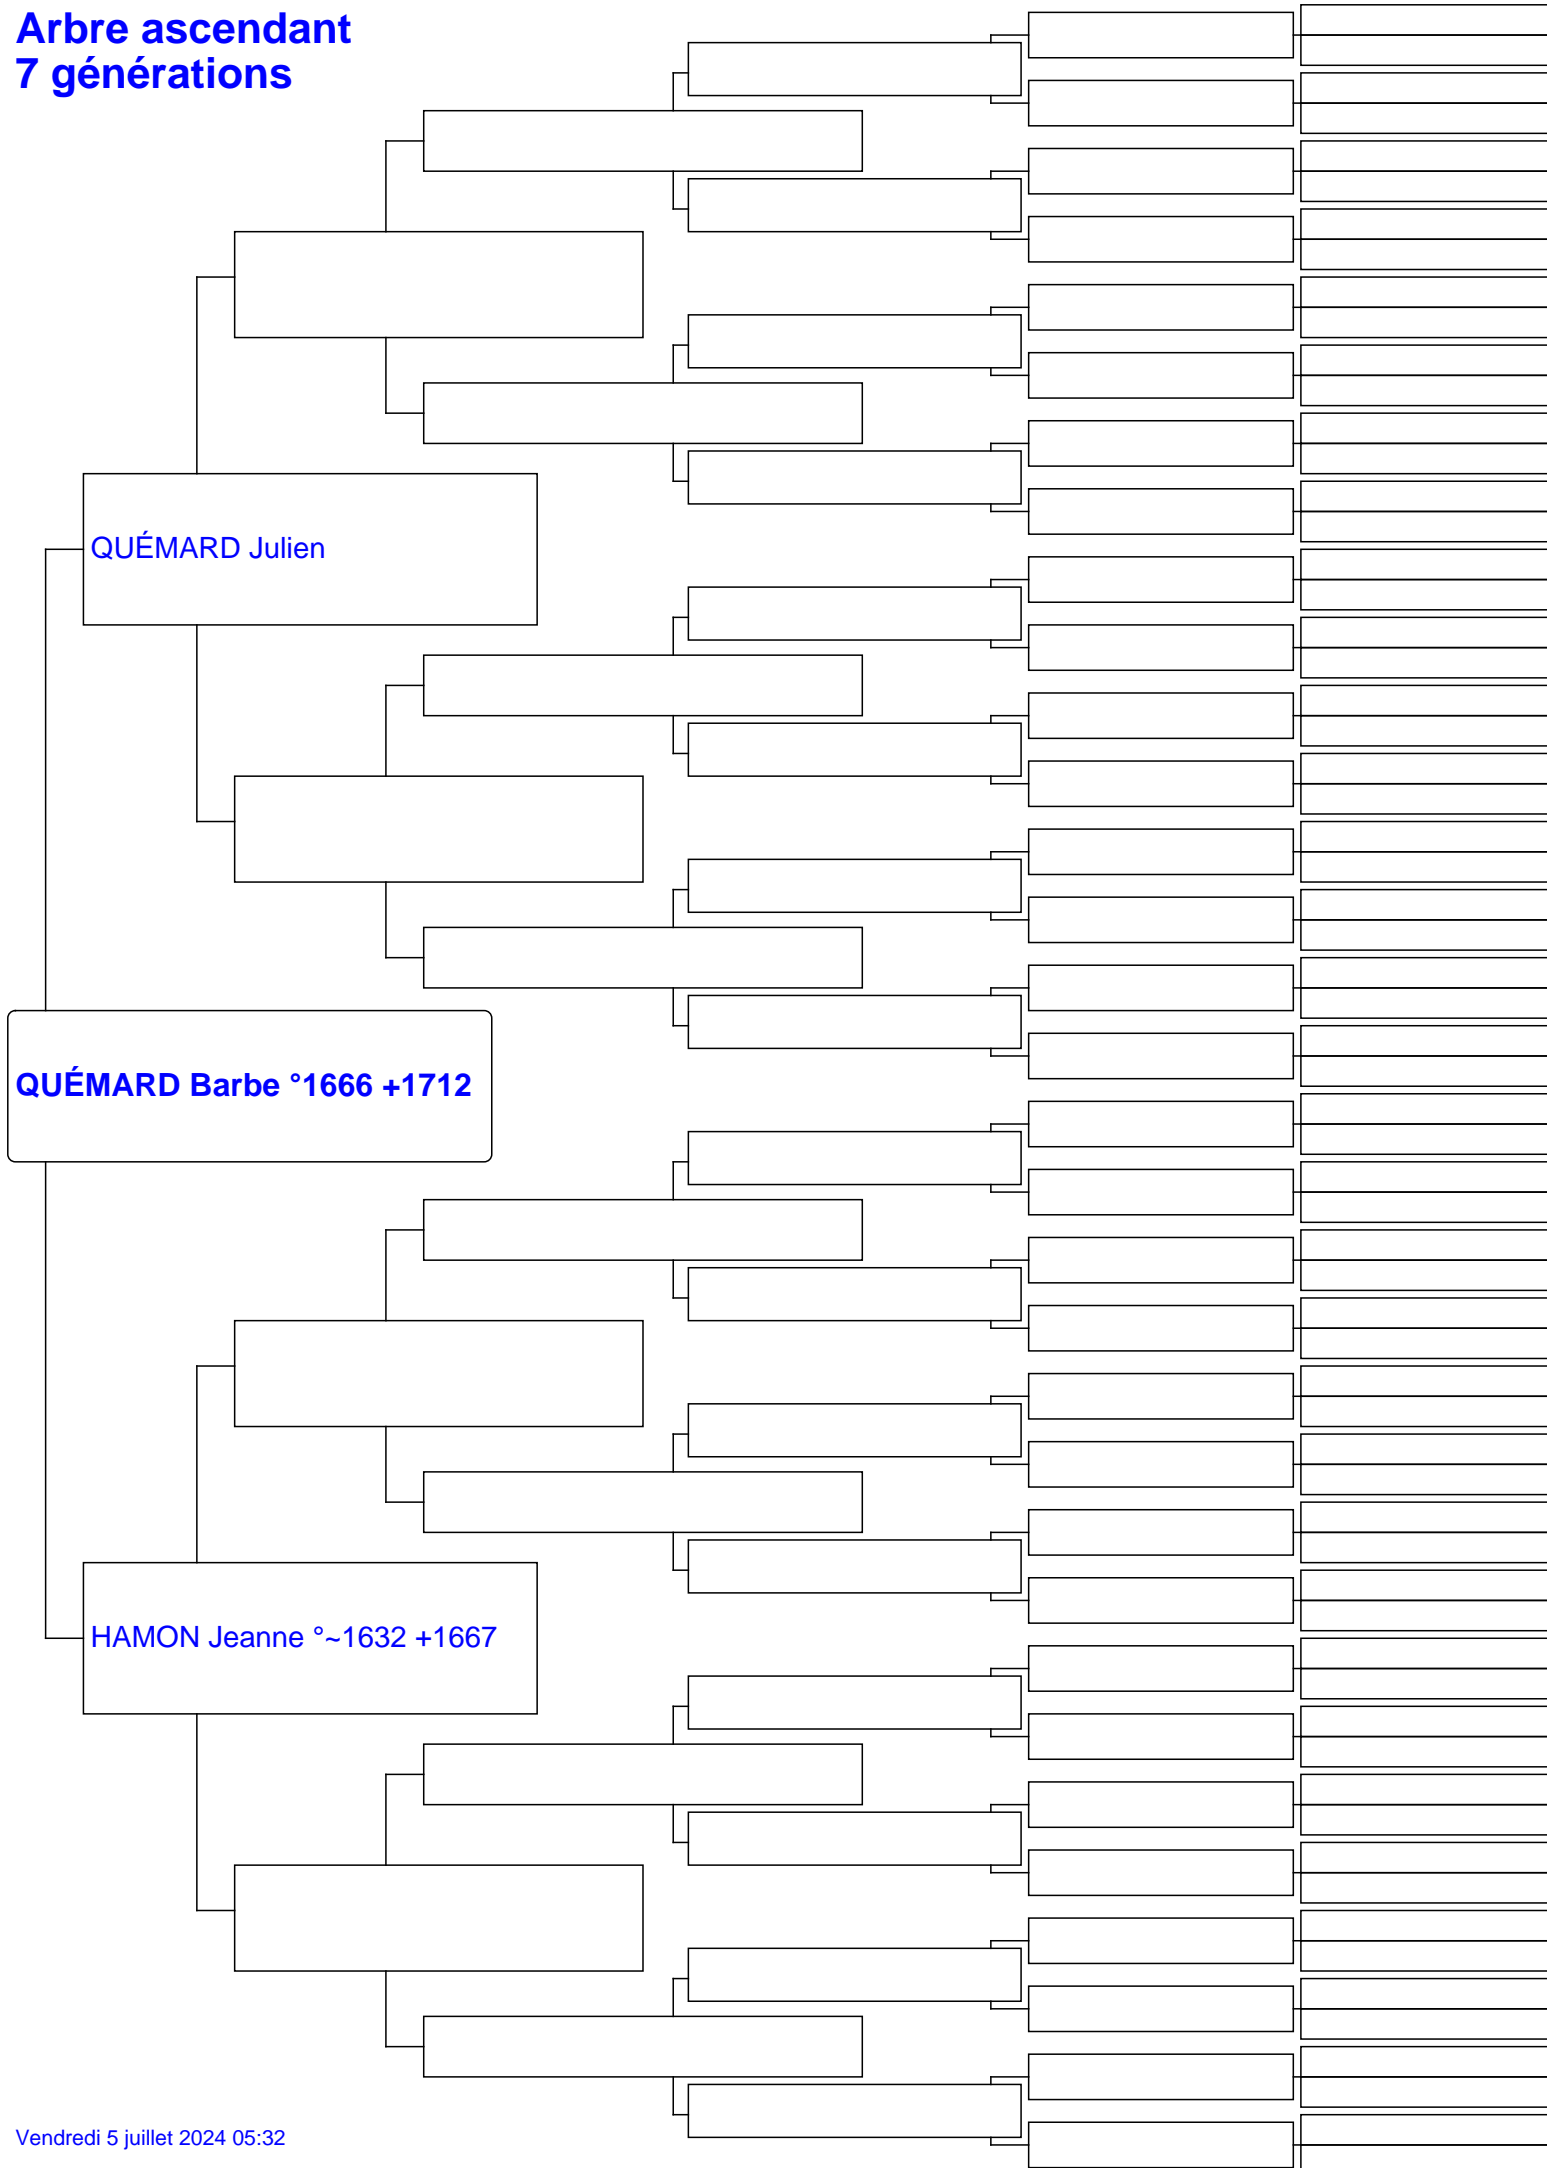 Arbre ascendant
7 générations
QUÉMARD Julien
QUÉMARD Barbe °1666 +1712
HAMON Jeanne °~1632 +1667
Vendredi 5 juillet 2024 05:32